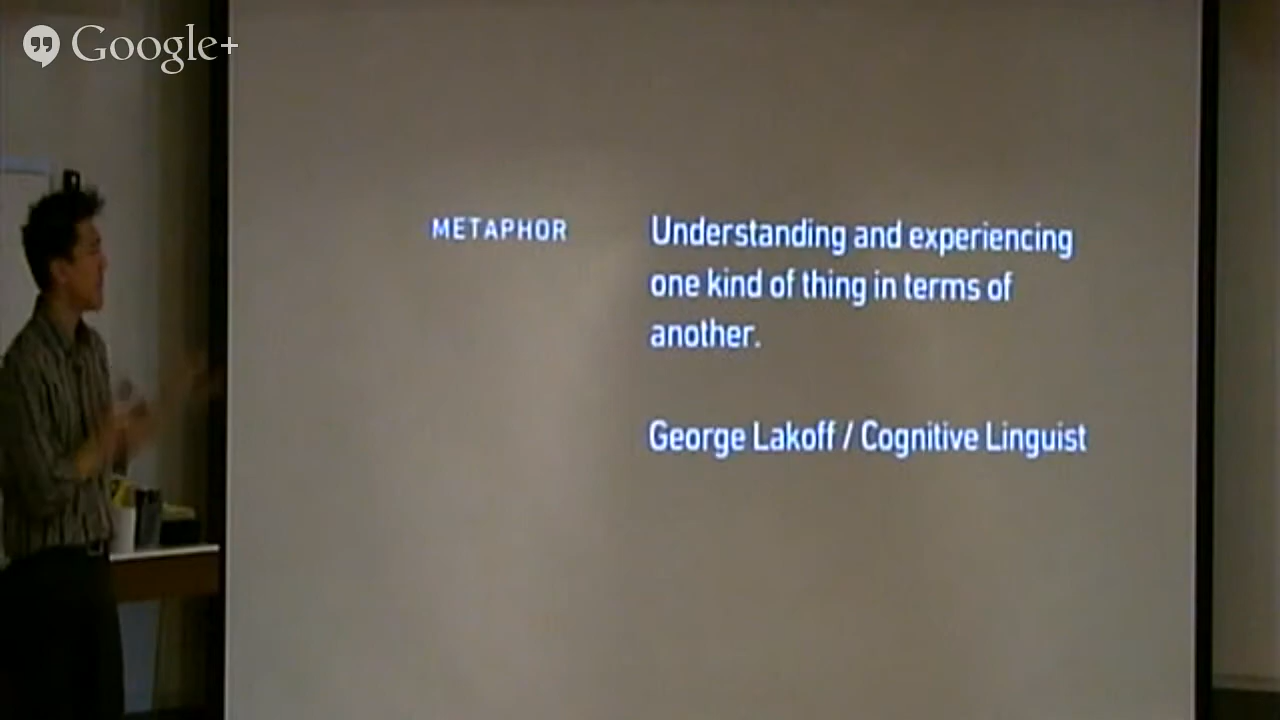 Google+
METAPHOR
Understanding and experiencing
one kind of thing in terms of
another.
George Lakoff / Cognitive Linguist